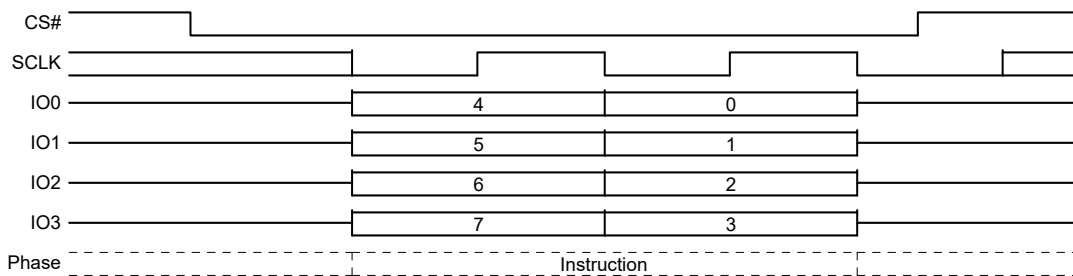 CS#
SCLK
IO0 4 0
IO1 5 1
IO2 6 2
IO3 7 3
Phase Instruction